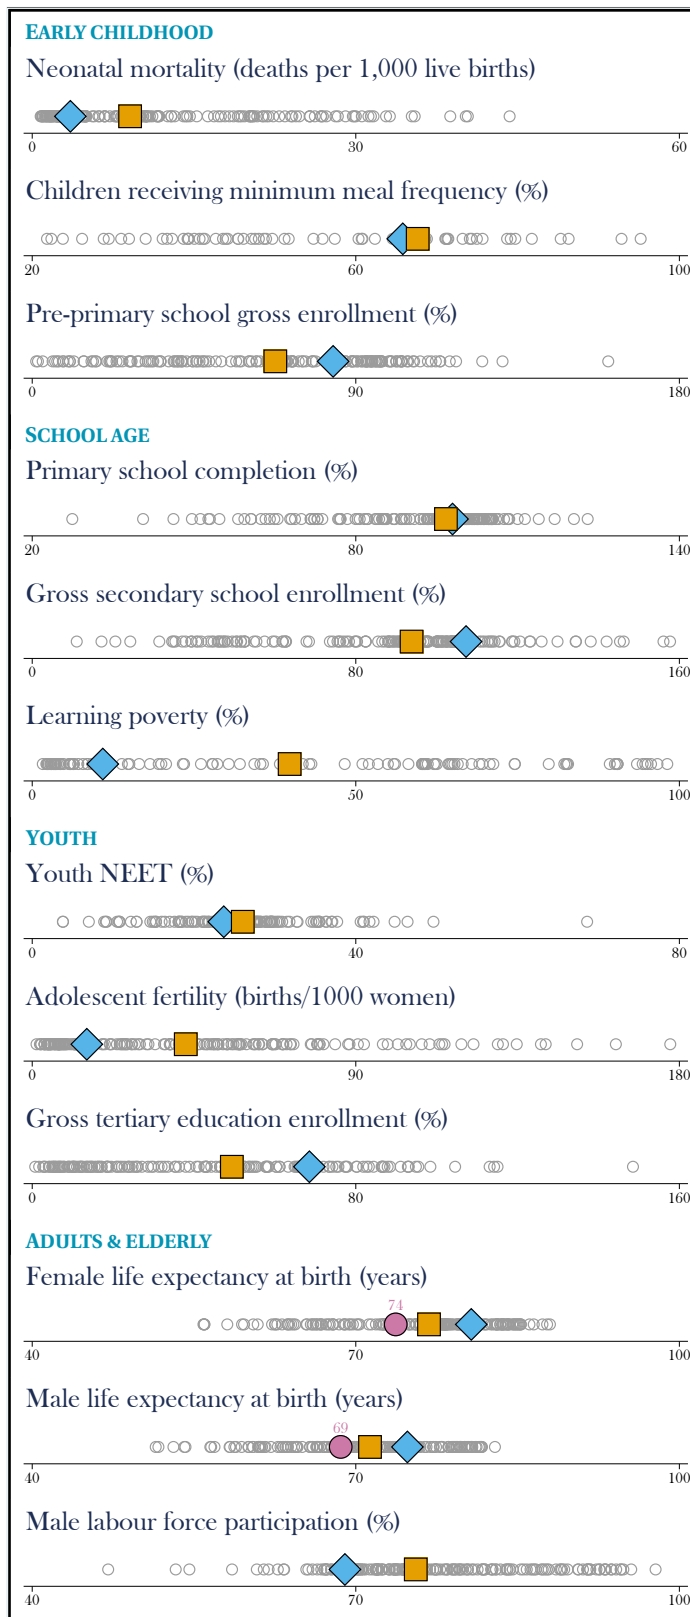 EARLY CHILDHOOD
Neonatal mortality (deaths per 1,000 live births)
0 30 60
Children receiving minimum meal frequency (%)
20 60 100
Pre-primary school gross enrollment (%)
0 90 180
SCHOOL AGE
Primary school completion (%)
20 80 140
Gross secondary school enrollment (%)
0 80 160
Learning poverty (%)
0 50 100
YOUTH
Youth NEET (%)
0 40 80
Adolescent fertility (births/1000 women)
0 90 180
Gross tertiary education enrollment (%)
0 80 160
ADULTS & ELDERLY
Female life expectancy at birth (years)
74
40 70 100
Male life expectancy at birth (years)
69
40 70 100
Male labour force participation (%)
40 70 100